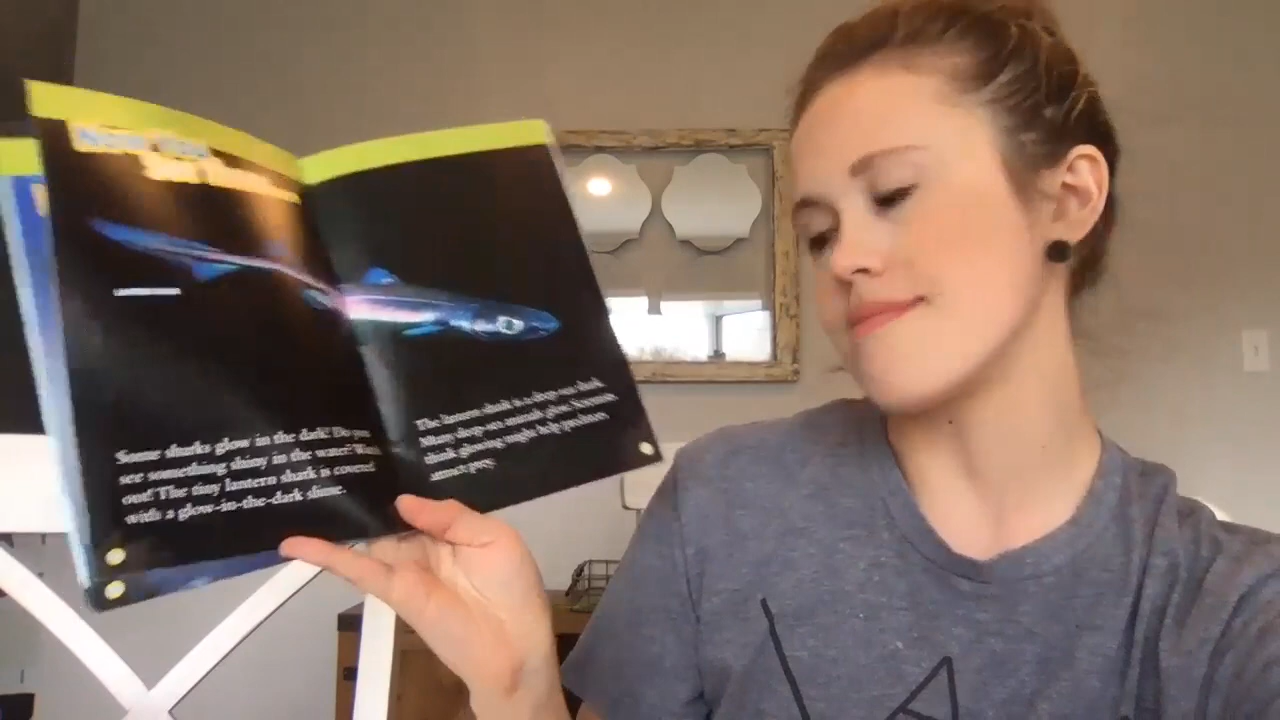 Some sharks glow in the dark! Do you
see something shiny in the water? Watch
out! The tiny lantern shark is covered
with a glow-in-the-dark slime.
The lantern shark is a deep-sea shark.
Many deep-sea animals glow. Scientists
think glowing might help predators
attract prey.